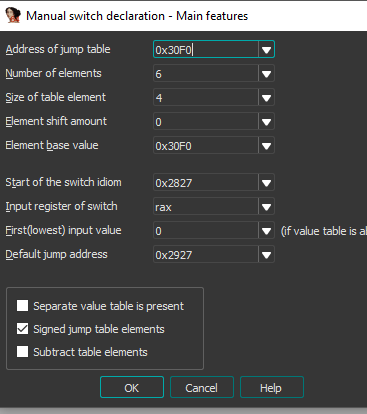 Manual switch declaration - Main features
Address of jump table 0x30F0
Number of elements 6
Size of table element 4
Element shift amount 0
Element base value 0x30F0
Start of the switch idiom 0x2827
Input register of switch rax
First(lowest) input value 0 (if value table is al
Default jump address 0x2927
Separate value table is present
Signed jump table elements
Subtract table elements
OK Cancel Help